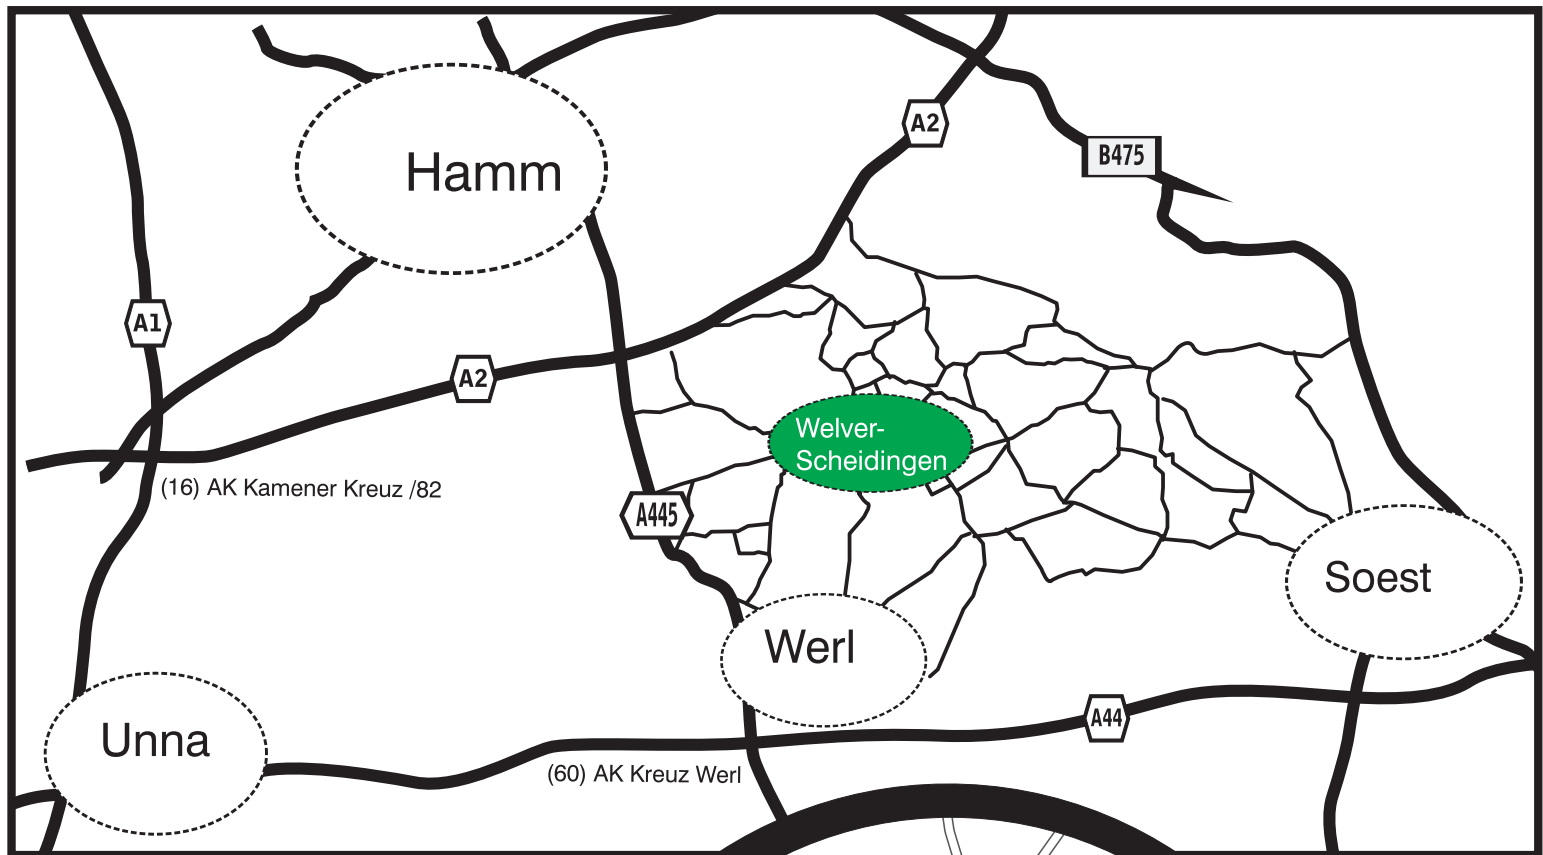 A2
B475
Hamm
A1
A2
Welver-
Scheidingen
(16) AK Kamener Kreuz /82
A445
Soest
Werl
A44
Unna
(60) AK Kreuz Werl